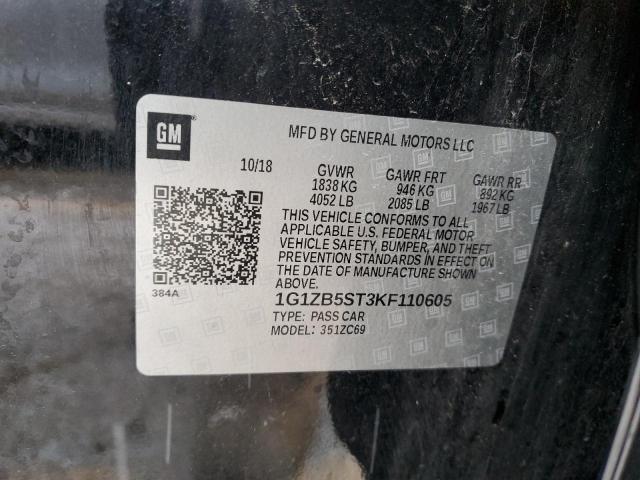 GM
MFD BY GENERAL MOTORS LLC
10/18 GVWR GAWR FRT GAWR RR
1838 KG 946 KG 892 KG
4052 LB 2085 LB 1967 LB
THIS VEHICLE CONFORMS TO ALL
APPLICABLE U.S. FEDERAL MOTOR
VEHICLE SAFETY, BUMPER, AND THEFT
PREVENTION STANDARDS IN EFFECT ON
THE DATE OF MANUFACTURE SHOWN
ABOVE.
384A
1G1ZB5ST3KF110605
TYPE: PASS CAR
MODEL: 351ZC69